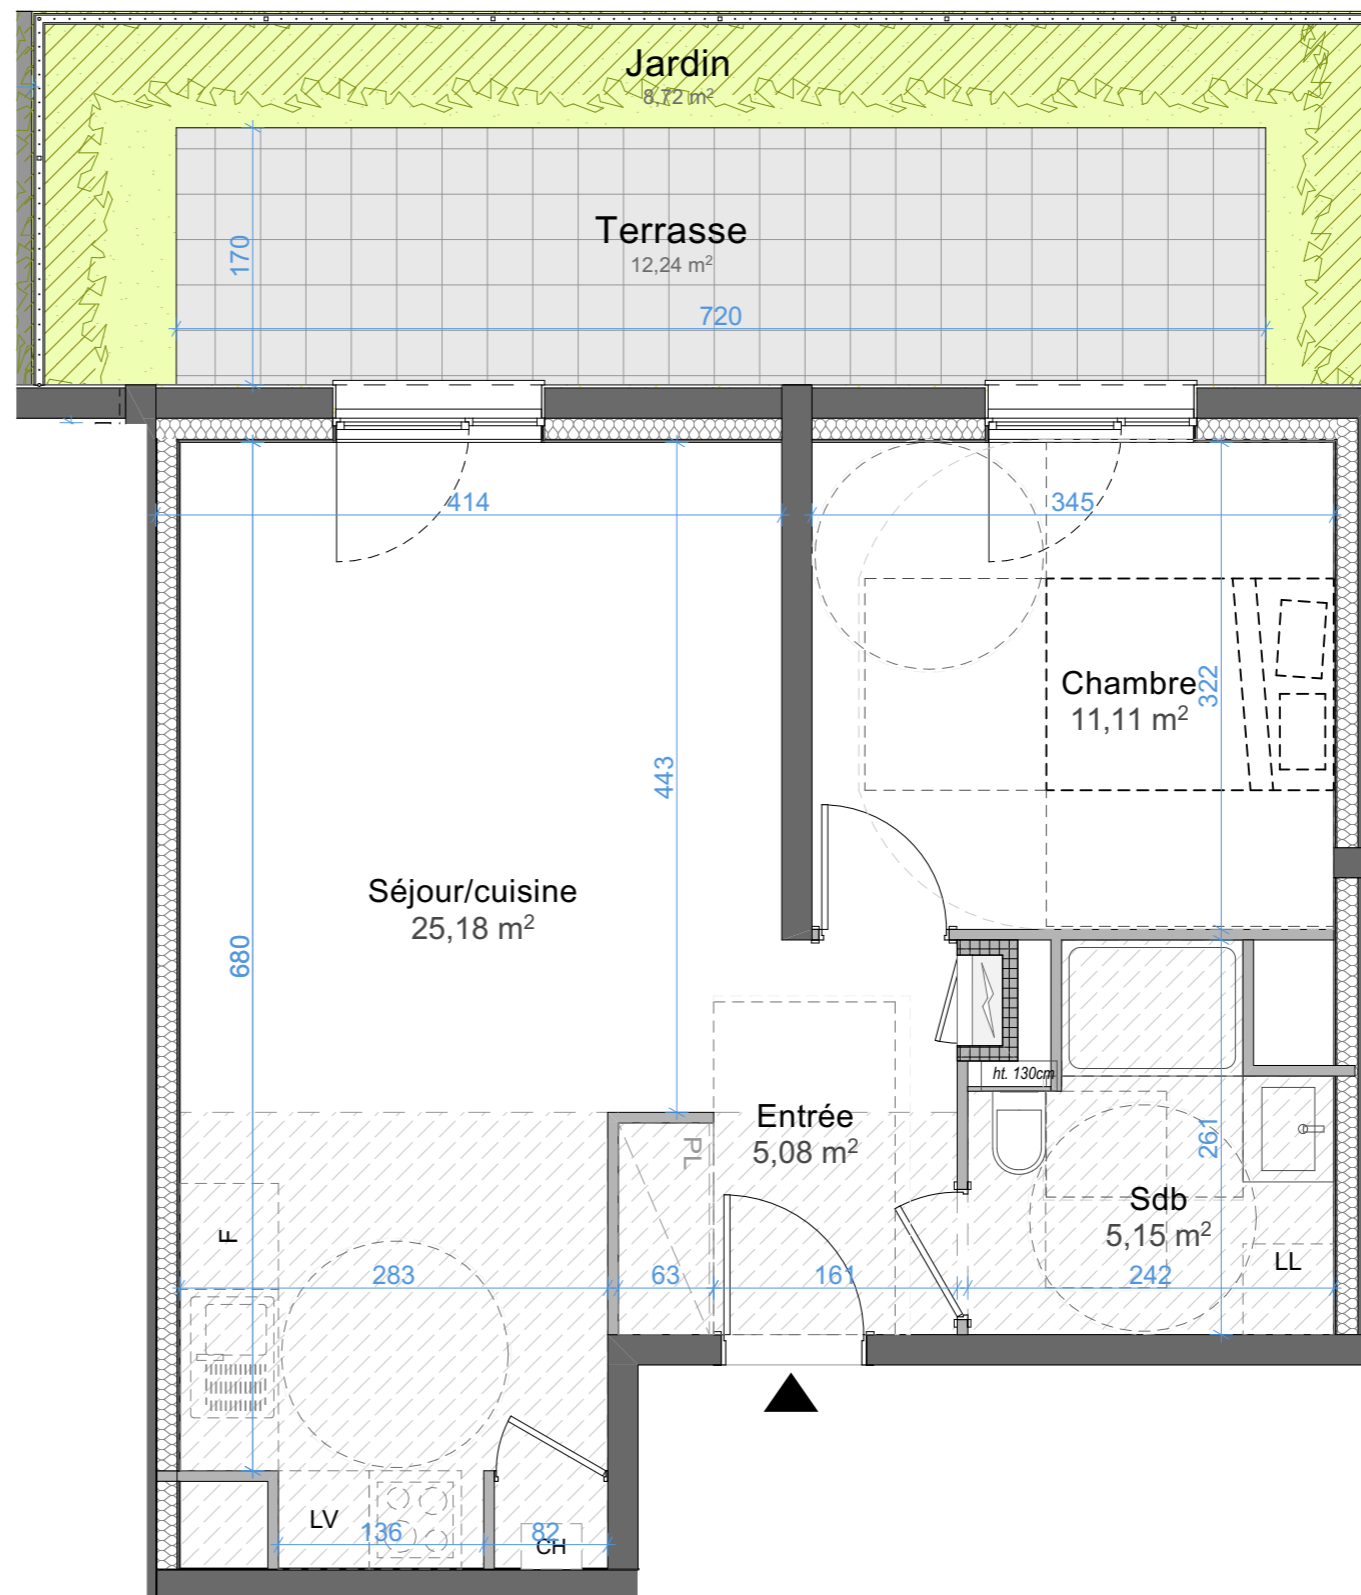 Jardin
8,72 m²
170
Terrasse
12,24 m²
720
414
345
Chambre
11,11 m²
322
443
Séjour/cuisine
25,18 m²
680
ht. 130cm
Entrée
5,08 m²
PL
261
Sdb
5,15 m²
F
LL
283
63
161
242
LV
136
82
CH